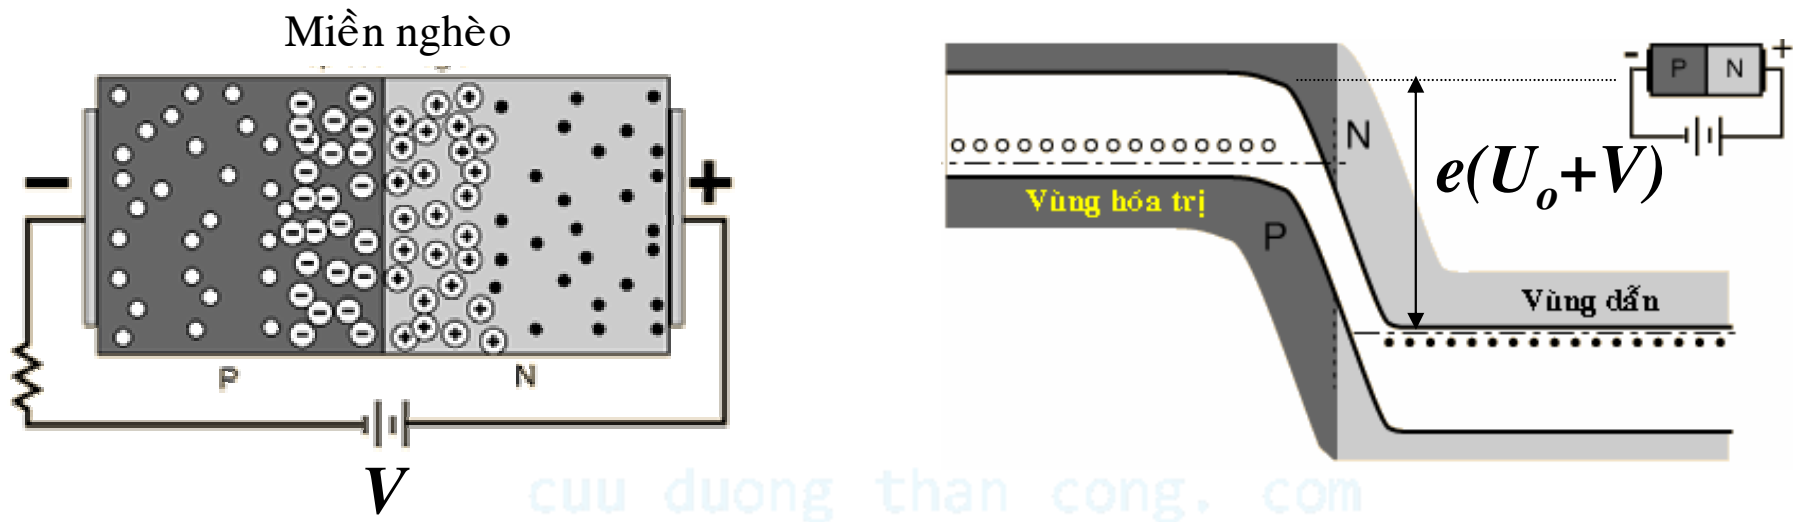 Miền nghèo
−
+
P
N
V
N
e(Uo+V)
Vùng hóa trị
P
Vùng dẫn
-
P
N
+
cuu duong than cong. com